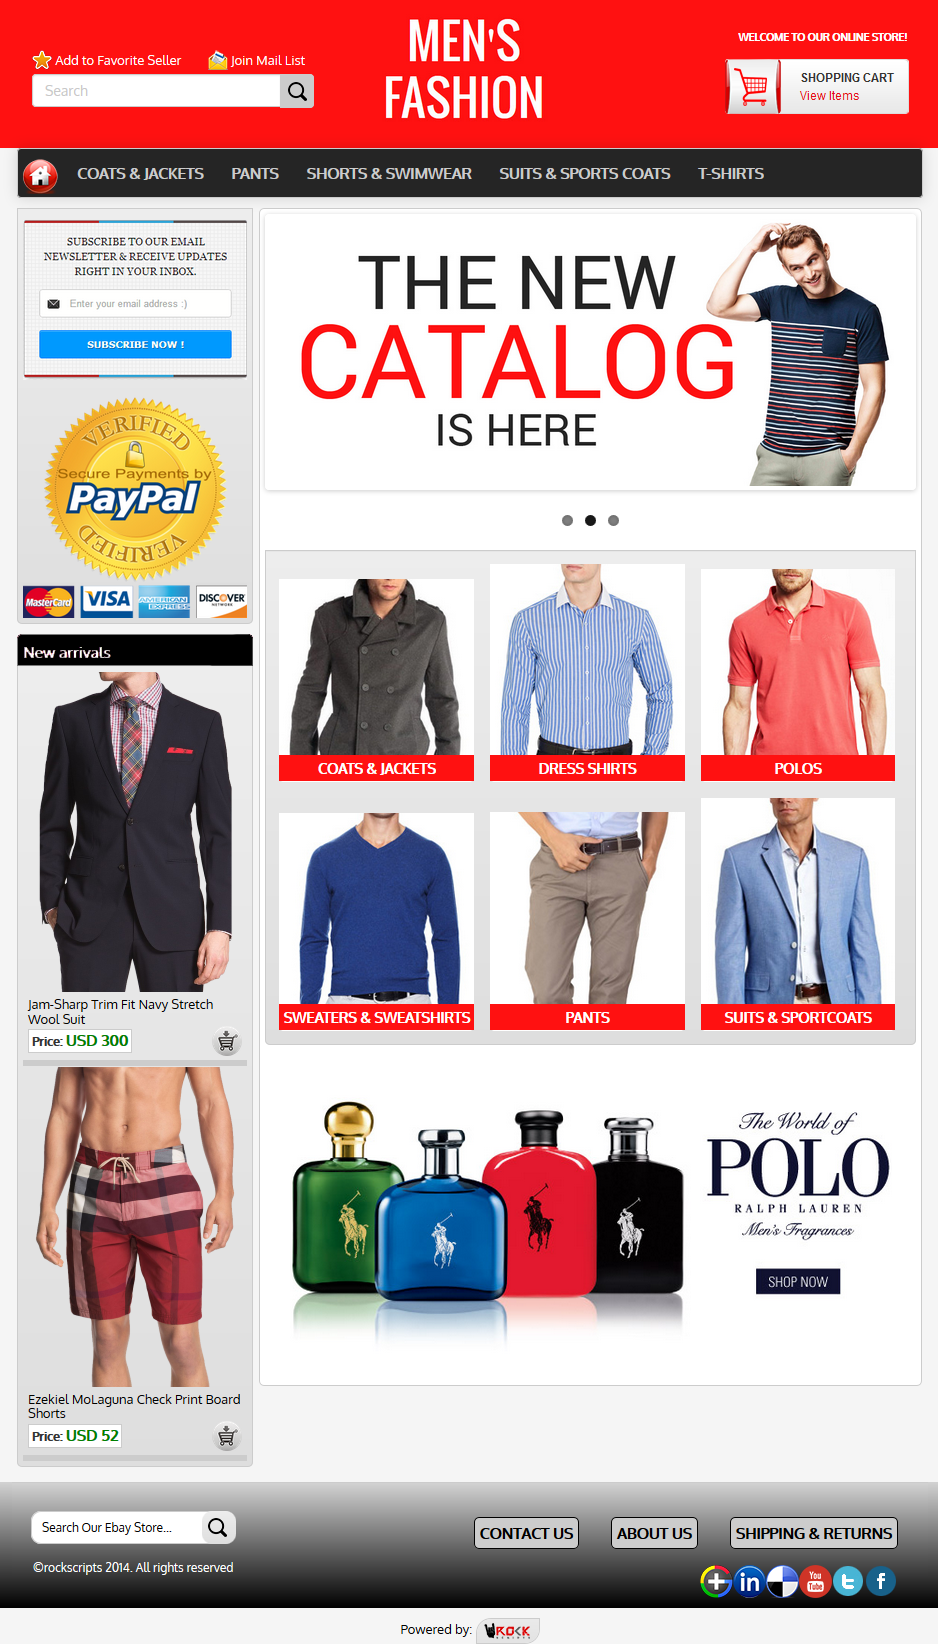 Add to Favorite Seller
Join Mail List
Search
MEN'S
FASHION
WELCOME TO OUR ONLINE STORE!
SHOPPING CART
View Items
COATS & JACKETS
PANTS
SHORTS & SWIMWEAR
SUITS & SPORTS COATS
T-SHIRTS
SUBSCRIBE TO OUR EMAIL
NEWSLETTER & RECEIVE UPDATES
RIGHT IN YOUR INBOX.
Enter your email address :)
SUBSCRIBE NOW !
VERIFIED
Secure Payments by
PayPal
VERIFIED
MasterCard
VISA
AMERICAN
EXPRESS
DISCOVER
NETWORK
New arrivals
Jam-Sharp Trim Fit Navy Stretch
Wool Suit
Price: USD 300
Ezekiel MoLaguna Check Print Board
Shorts
Price: USD 52
THE NEW
CATALOG
IS HERE
COATS & JACKETS
DRESS SHIRTS
POLOS
SWEATERS & SWEATSHIRTS
PANTS
SUITS & SPORTCOATS
The World of
POLO
RALPH LAUREN
Men's Fragrances
SHOP NOW
Search Our Ebay Store...
©rockscripts 2014. All rights reserved
CONTACT US
ABOUT US
SHIPPING & RETURNS
in
You
Tube
t
f
Powered by:
ROCK
SCRIPTS